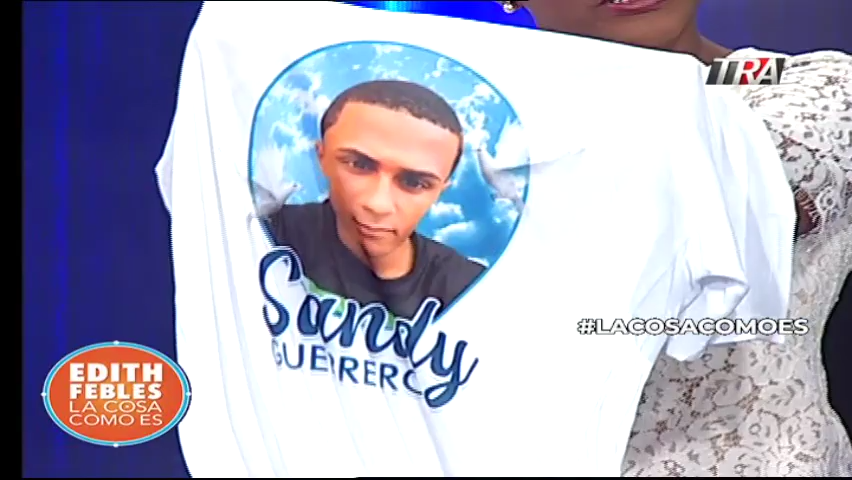 TRA
Sandy
GUERRERO
#LACOSACOMOES
EDITH
FEBLES
LA COSA
COMO ES